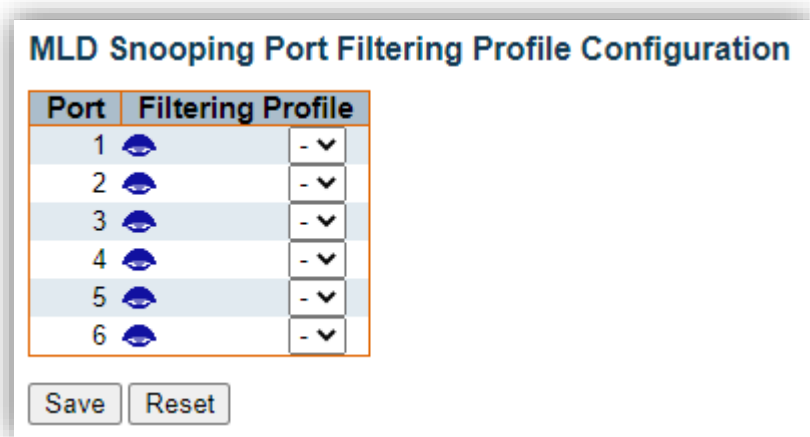 MLD Snooping Port Filtering Profile Configuration
Port Filtering Profile
1 -
2 -
3 -
4 -
5 -
6 -
Save Reset